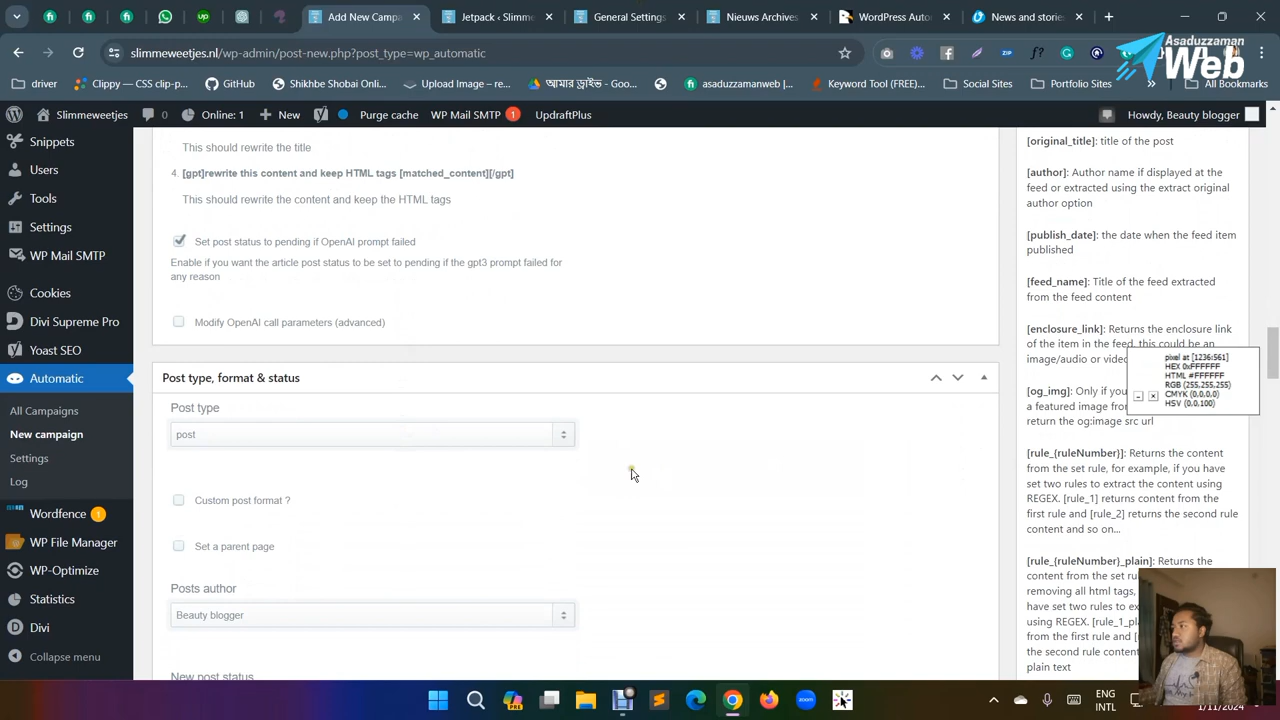 Add New Campa
Jetpack ‹ Slimme
General Settings
Nieuws Archives
WordPress Auto
News and stories
slimmeweetjes.nl/wp-admin/post-new.php?post_type=wp_automatic
Asaduzzaman
Web
driver
Clippy — CSS clip-p
GitHub
Shikhbe Shobai Onli...
Upload Image — re...
আমার ড্রাইভ - Goo...
asaduzzamanweb |...
Keyword Tool (FREE)...
Social Sites
Portfolio Sites
All Bookmarks
Slimmeweetjes
0
Online: 1
New
Purge cache
WP Mail SMTP 1
UpdraftPlus
Howdy, Beauty blogger
Snippets
Users
Tools
Settings
WP Mail SMTP
Cookies
Divi Supreme Pro
Yoast SEO
Automatic
All Campaigns
New campaign
Settings
Log
Wordfence 1
WP File Manager
WP-Optimize
Statistics
Divi
Collapse menu
This should rewrite the title
4. [gpt]rewrite this content and keep HTML tags [matched_content][/gpt]
This should rewrite the content and keep the HTML tags
Set post status to pending if OpenAI prompt failed
Enable if you want the article post status to be set to pending if the gpt3 prompt failed for
any reason
Modify OpenAI call parameters (advanced)
Post type, format & status
Post type
post
Custom post format ?
Set a parent page
Posts author
Beauty blogger
New post status
[original_title]: title of the post
[author]: Author name if displayed at the
feed or extracted using the extract original
author option
[publish_date]: the date when the feed item
published
[feed_name]: Title of the feed extracted
from the feed content
[enclosure_link]: Returns the enclosure link
of the item in the feed, this could be an
image/audio or video
[og_img]: Only if you
a featured image from
return the og:image src url
pixel at [1236:561]
HEX 0xFFFFFF
HTML #FFFFFF
RGB (255,255,255)
CMYK (0,0,0,0)
HSV (0,0,100)
[rule_{ruleNumber}]: Returns the content
from the set rule, for example, if you have
set two rules to extract the content using
REGEX. [rule_1] returns content from the
first rule and [rule_2] returns the second rule
content and so on...
[rule_{ruleNumber}_plain]: Returns the
content from the set
removing all html tags,
have set two rules to
using REGEX. [rule_1
from the first rule and
the second rule content
plain text
zoom
ENG
INTL
1/11/2024